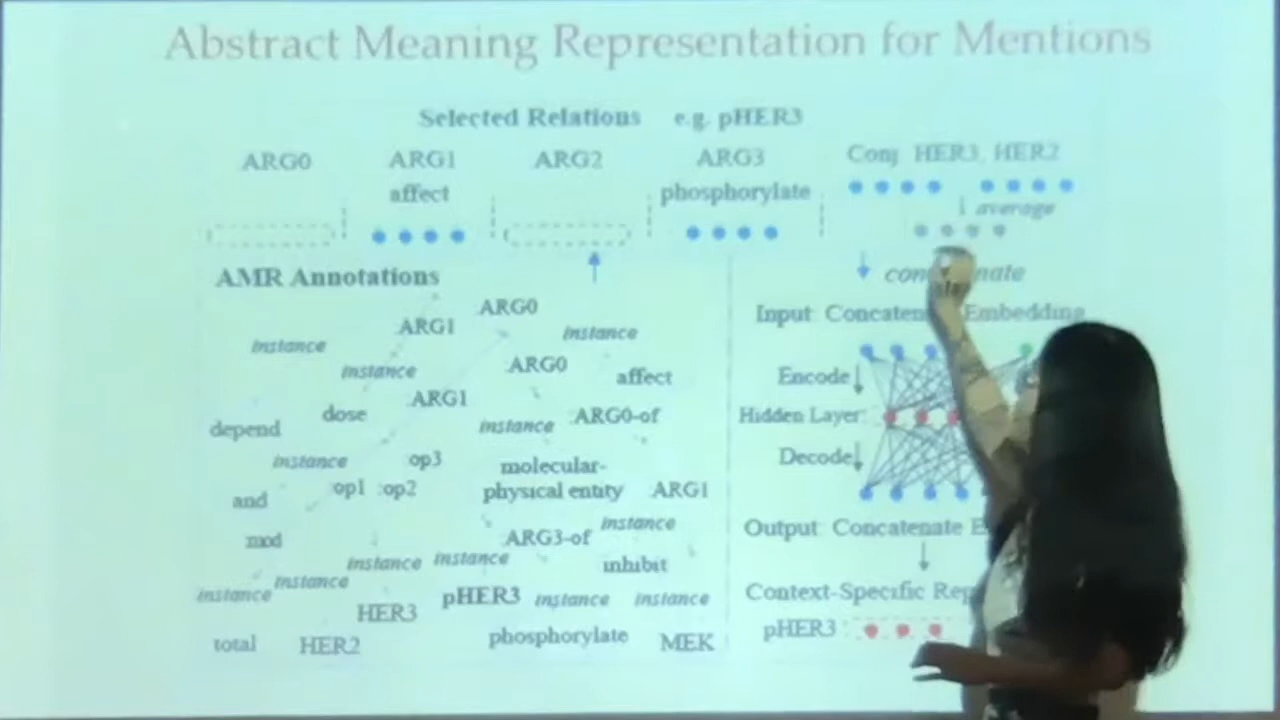 Abstract Meaning Representation for Mentions
Selected Relations e.g. pHER3
ARG0 ARG1 ARG2 ARG3 Conj HER3, HER2
affect phosphorylate
average
AMR Annotations
ARG0
ARG1
instance
instance
instance
ARG0
affect
ARG1
dose
instance
:ARG0-of
depend
instance
op3
molecular-
physical entity
ARG1
op1 :op2
and
mod
ARG3-of
instance
instance
instance
inhibit
instance
instance
pHER3
instance
instance
HER3
total
HER2
phosphorylate
MEK
Input: Embedding
Encode
Hidden Layer:
Decode
Output: Concatenate
Context-Specific
pHER3: